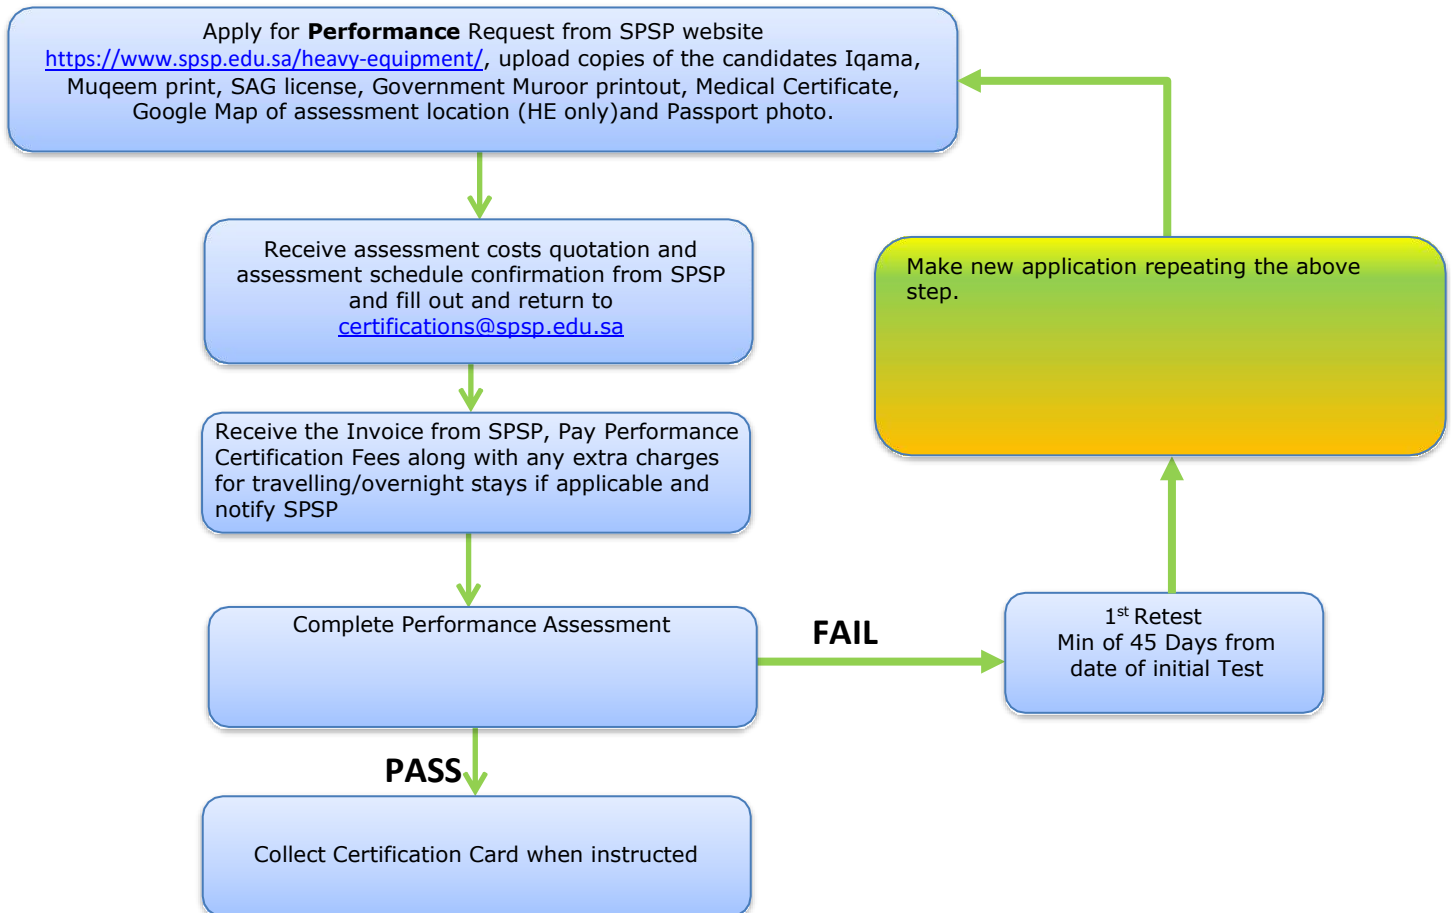 Apply for Performance Request from SPSP website
https://www.spsp.edu.sa/heavy-equipment/, upload copies of the candidates Iqama,
Muqeem print, SAG license, Government Muroor printout, Medical Certificate,
Google Map of assessment location (HE only)and Passport photo.
Receive assessment costs quotation and
assessment schedule confirmation from SPSP
and fill out and return to
certifications@spsp.edu.sa
Make new application repeating the above
step.
Receive the Invoice from SPSP, Pay Performance
Certification Fees along with any extra charges
for travelling/overnight stays if applicable and
notify SPSP
Complete Performance Assessment
FAIL
1st Retest
Min of 45 Days from
date of initial Test
PASS
Collect Certification Card when instructed